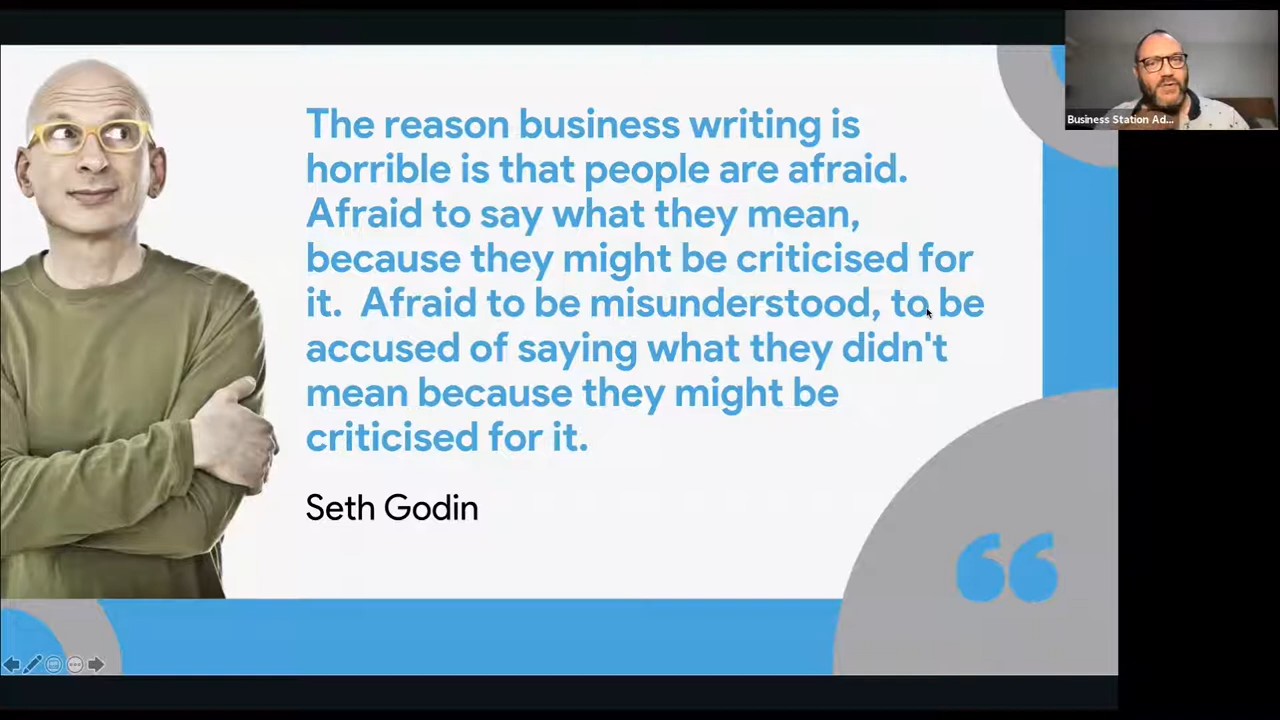 The reason business writing is
horrible is that people are afraid.
Afraid to say what they mean,
because they might be criticised for
it.  Afraid to be misunderstood, to be
accused of saying what they didn't
mean because they might be
criticised for it.
Seth Godin
“
Business Station Ad...